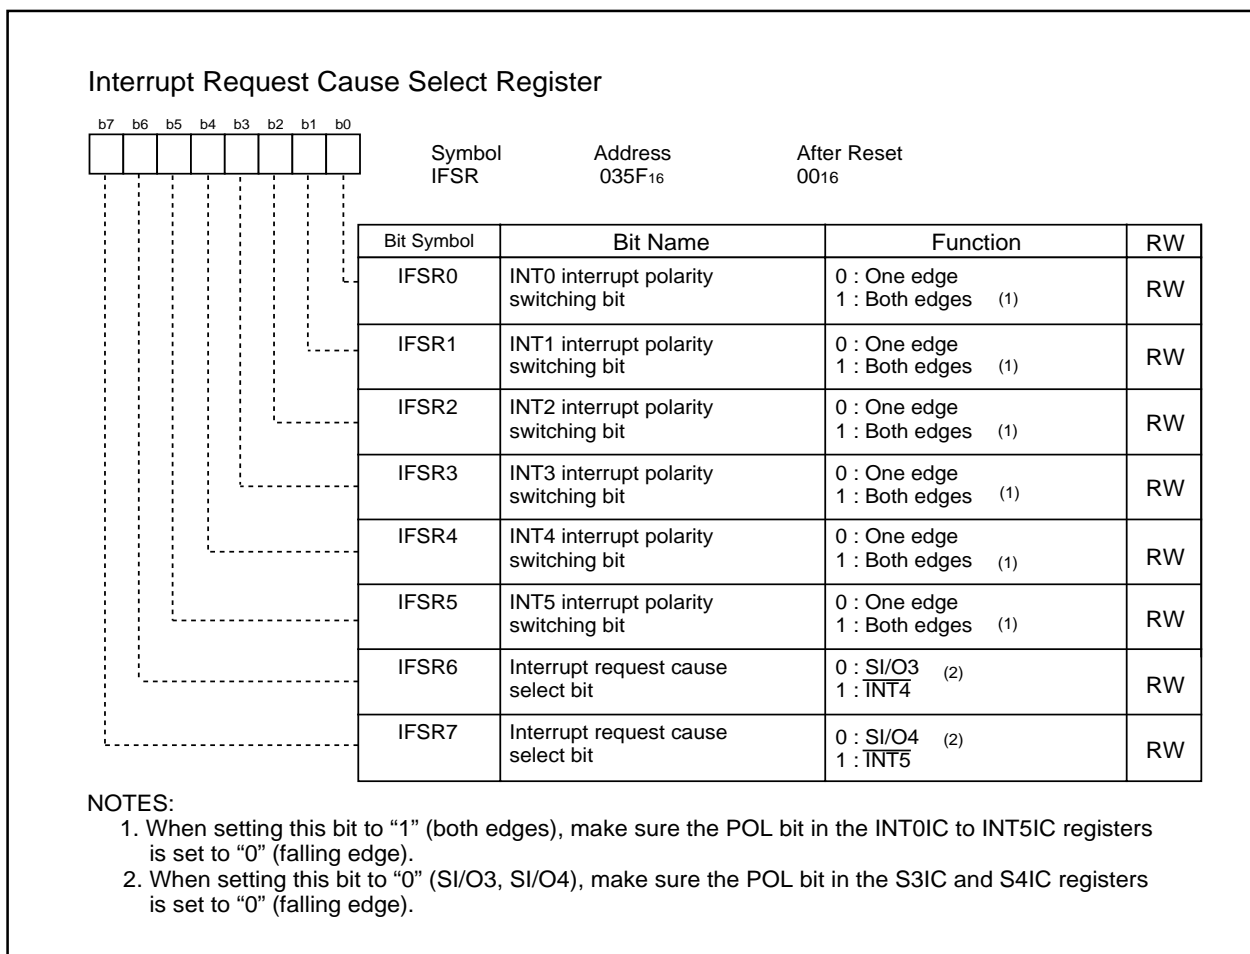 Interrupt Request Cause Select Register
b7 b6 b5 b4 b3 b2 b1 b0
Symbol Address After Reset
IFSR 035F16 0016
Bit Symbol Bit Name Function RW
IFSR0 INT0 interrupt polarity 0 : One edge
switching bit 1 : Both edges (1) RW
IFSR1 INT1 interrupt polarity 0 : One edge
switching bit 1 : Both edges (1) RW
IFSR2 INT2 interrupt polarity 0 : One edge
switching bit 1 : Both edges (1) RW
IFSR3 INT3 interrupt polarity 0 : One edge
switching bit 1 : Both edges (1) RW
IFSR4 INT4 interrupt polarity 0 : One edge
switching bit 1 : Both edges (1) RW
IFSR5 INT5 interrupt polarity 0 : One edge
switching bit 1 : Both edges (1) RW
IFSR6 Interrupt request cause 0 : SI/O3 (2)
select bit 1 : INT4 RW
IFSR7 Interrupt request cause 0 : SI/O4 (2)
select bit 1 : INT5 RW
NOTES:
1. When setting this bit to “1” (both edges), make sure the POL bit in the INT0IC to INT5IC registers
is set to “0” (falling edge).
2. When setting this bit to “0” (SI/O3, SI/O4), make sure the POL bit in the S3IC and S4IC registers
is set to “0” (falling edge).